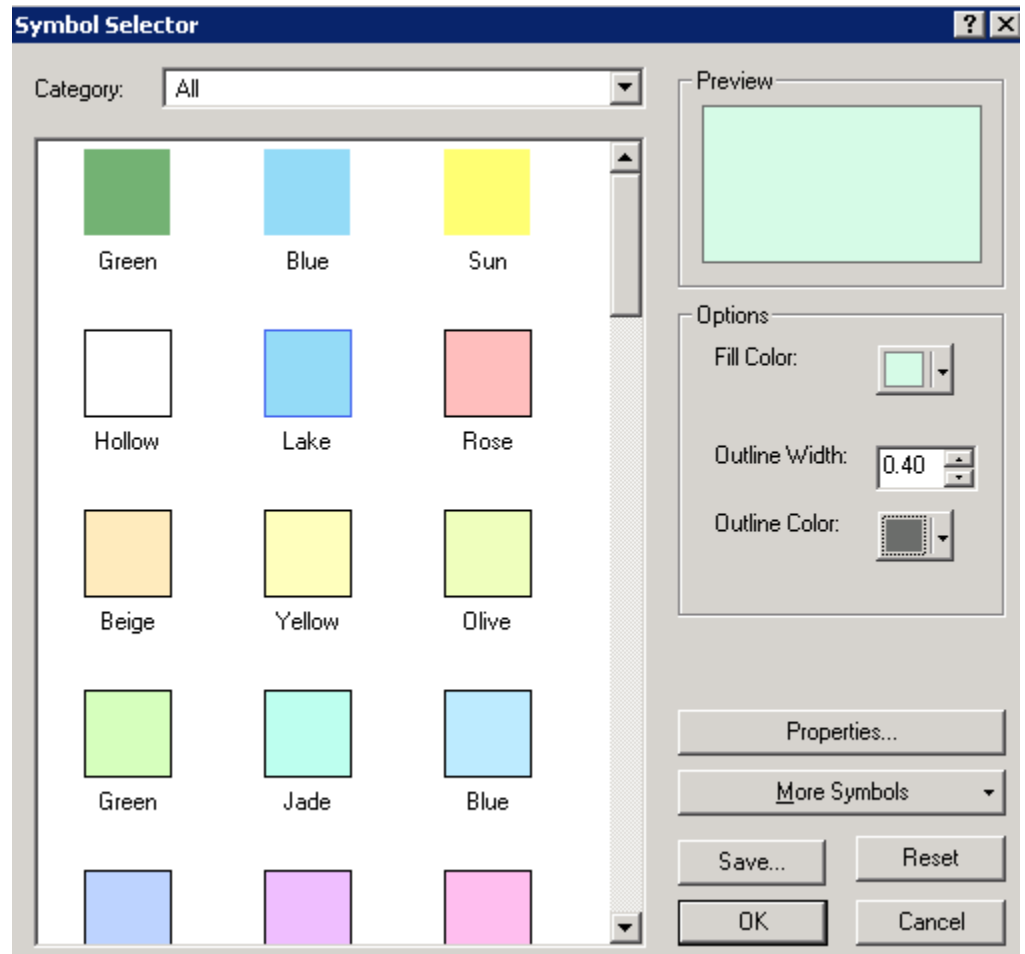 Symbol Selector
Category: All
Green Blue Sun
Hollow Lake Rose
Beige Yellow Olive
Green Jade Blue
Preview
Options
Fill Color:
Outline Width: 0.40
Outline Color:
Properties...
More Symbols
Save... Reset
OK Cancel